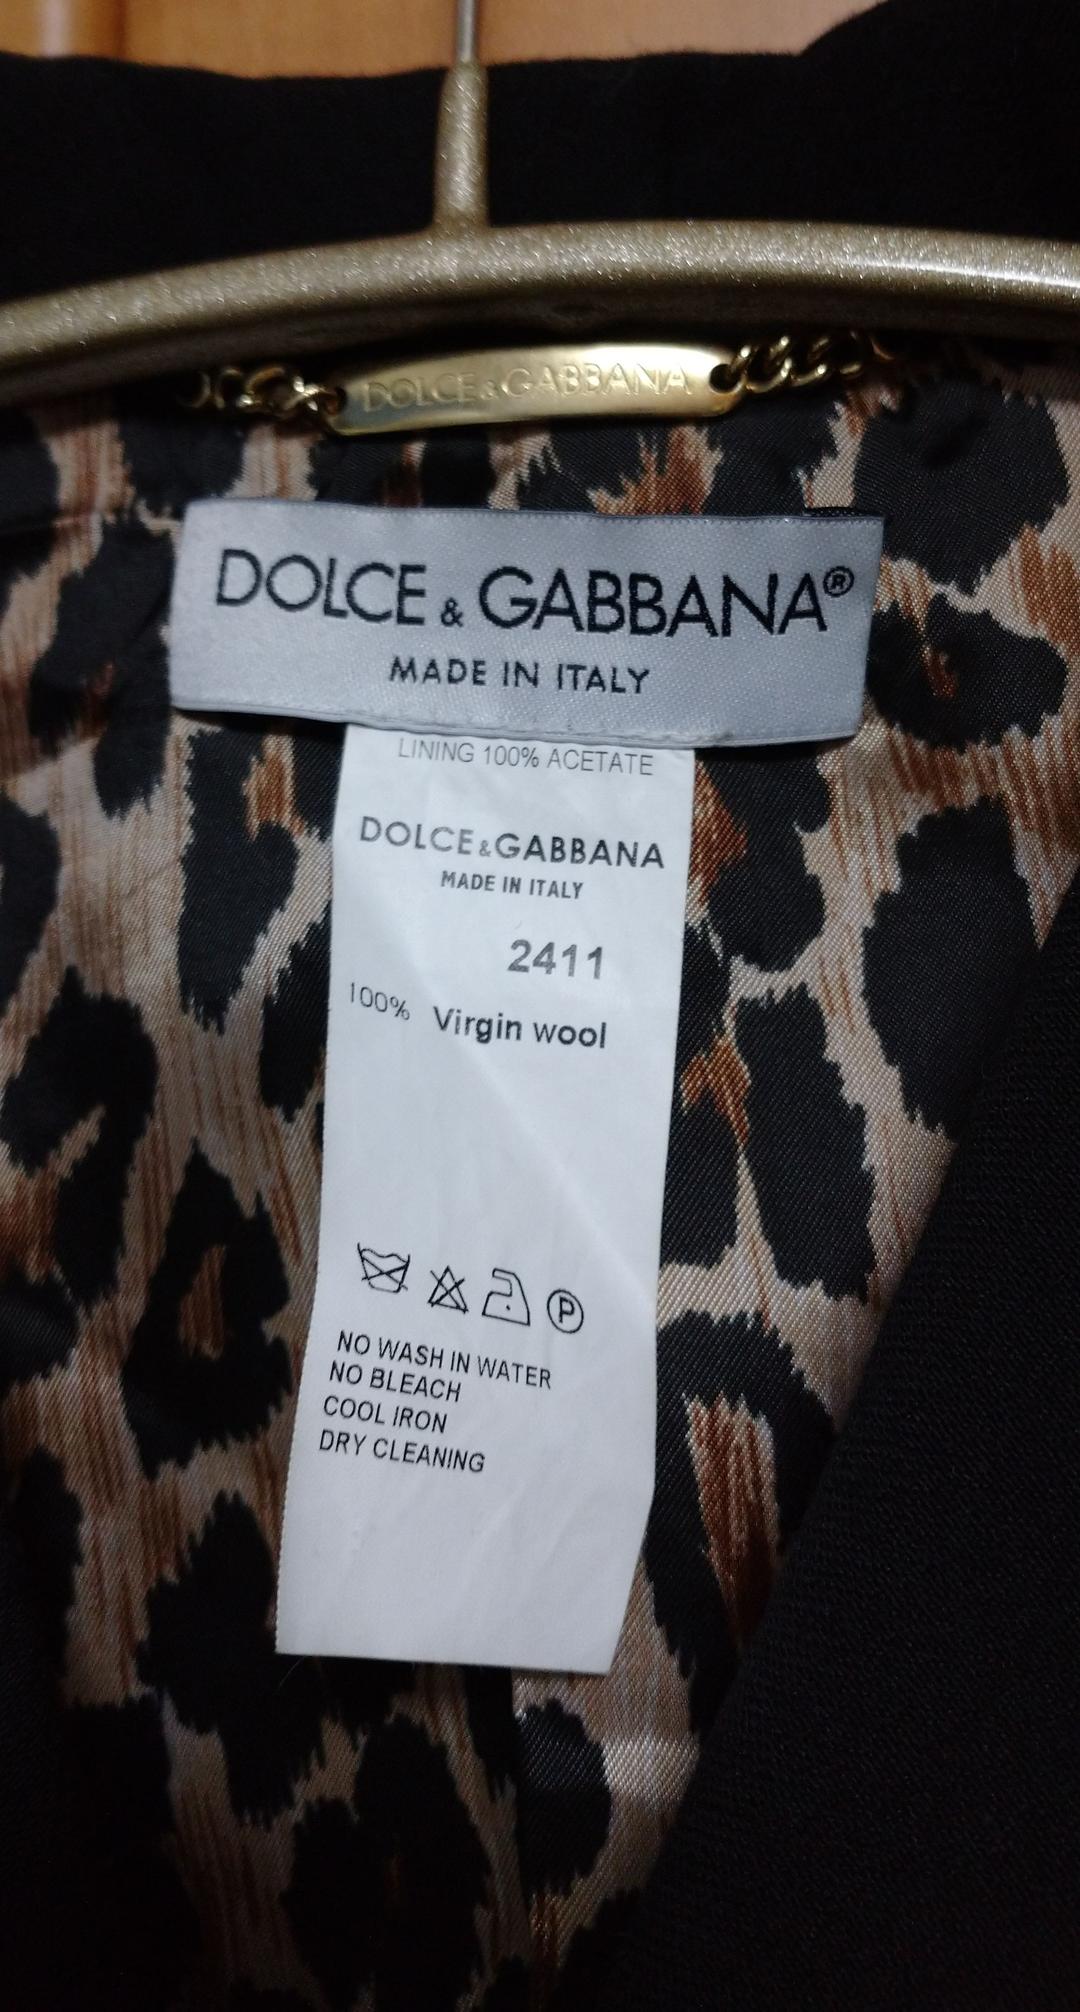 DOLCE & GABBANA
DOLCE & GABBANA®
MADE IN ITALY
LINING 100% ACETATE
DOLCE & GABBANA
MADE IN ITALY
2411
100% Virgin wool
P
NO WASH IN WATER
NO BLEACH
COOL IRON
DRY CLEANING